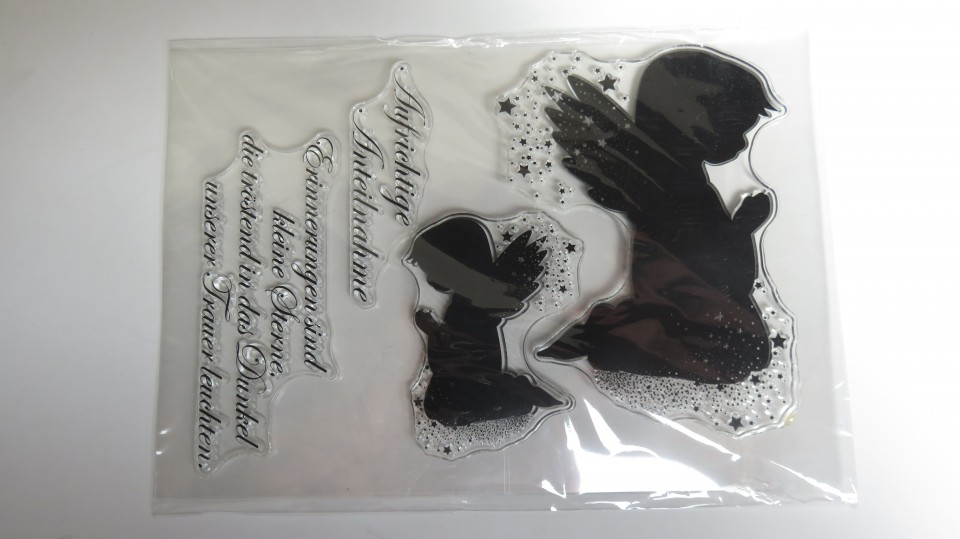 Aufrichtige
Anteilnahme
Erinnerungen sind
kleine Sterne,
die tröstend in das Dunkel
unserer Trauer leuchten.